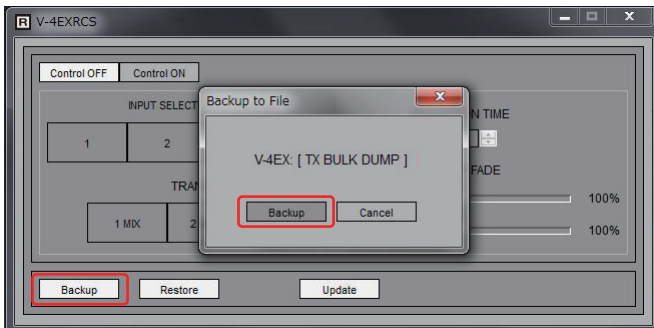 R V-4EXRCS
Control OFF Control ON
INPUT SELECT
Backup to File
N TIME
1 2
V-4EX: [ TX BULK DUMP ]
FADE
TRAN
100%
Backup Cancel
1 MIX 2
100%
Backup Restore Update